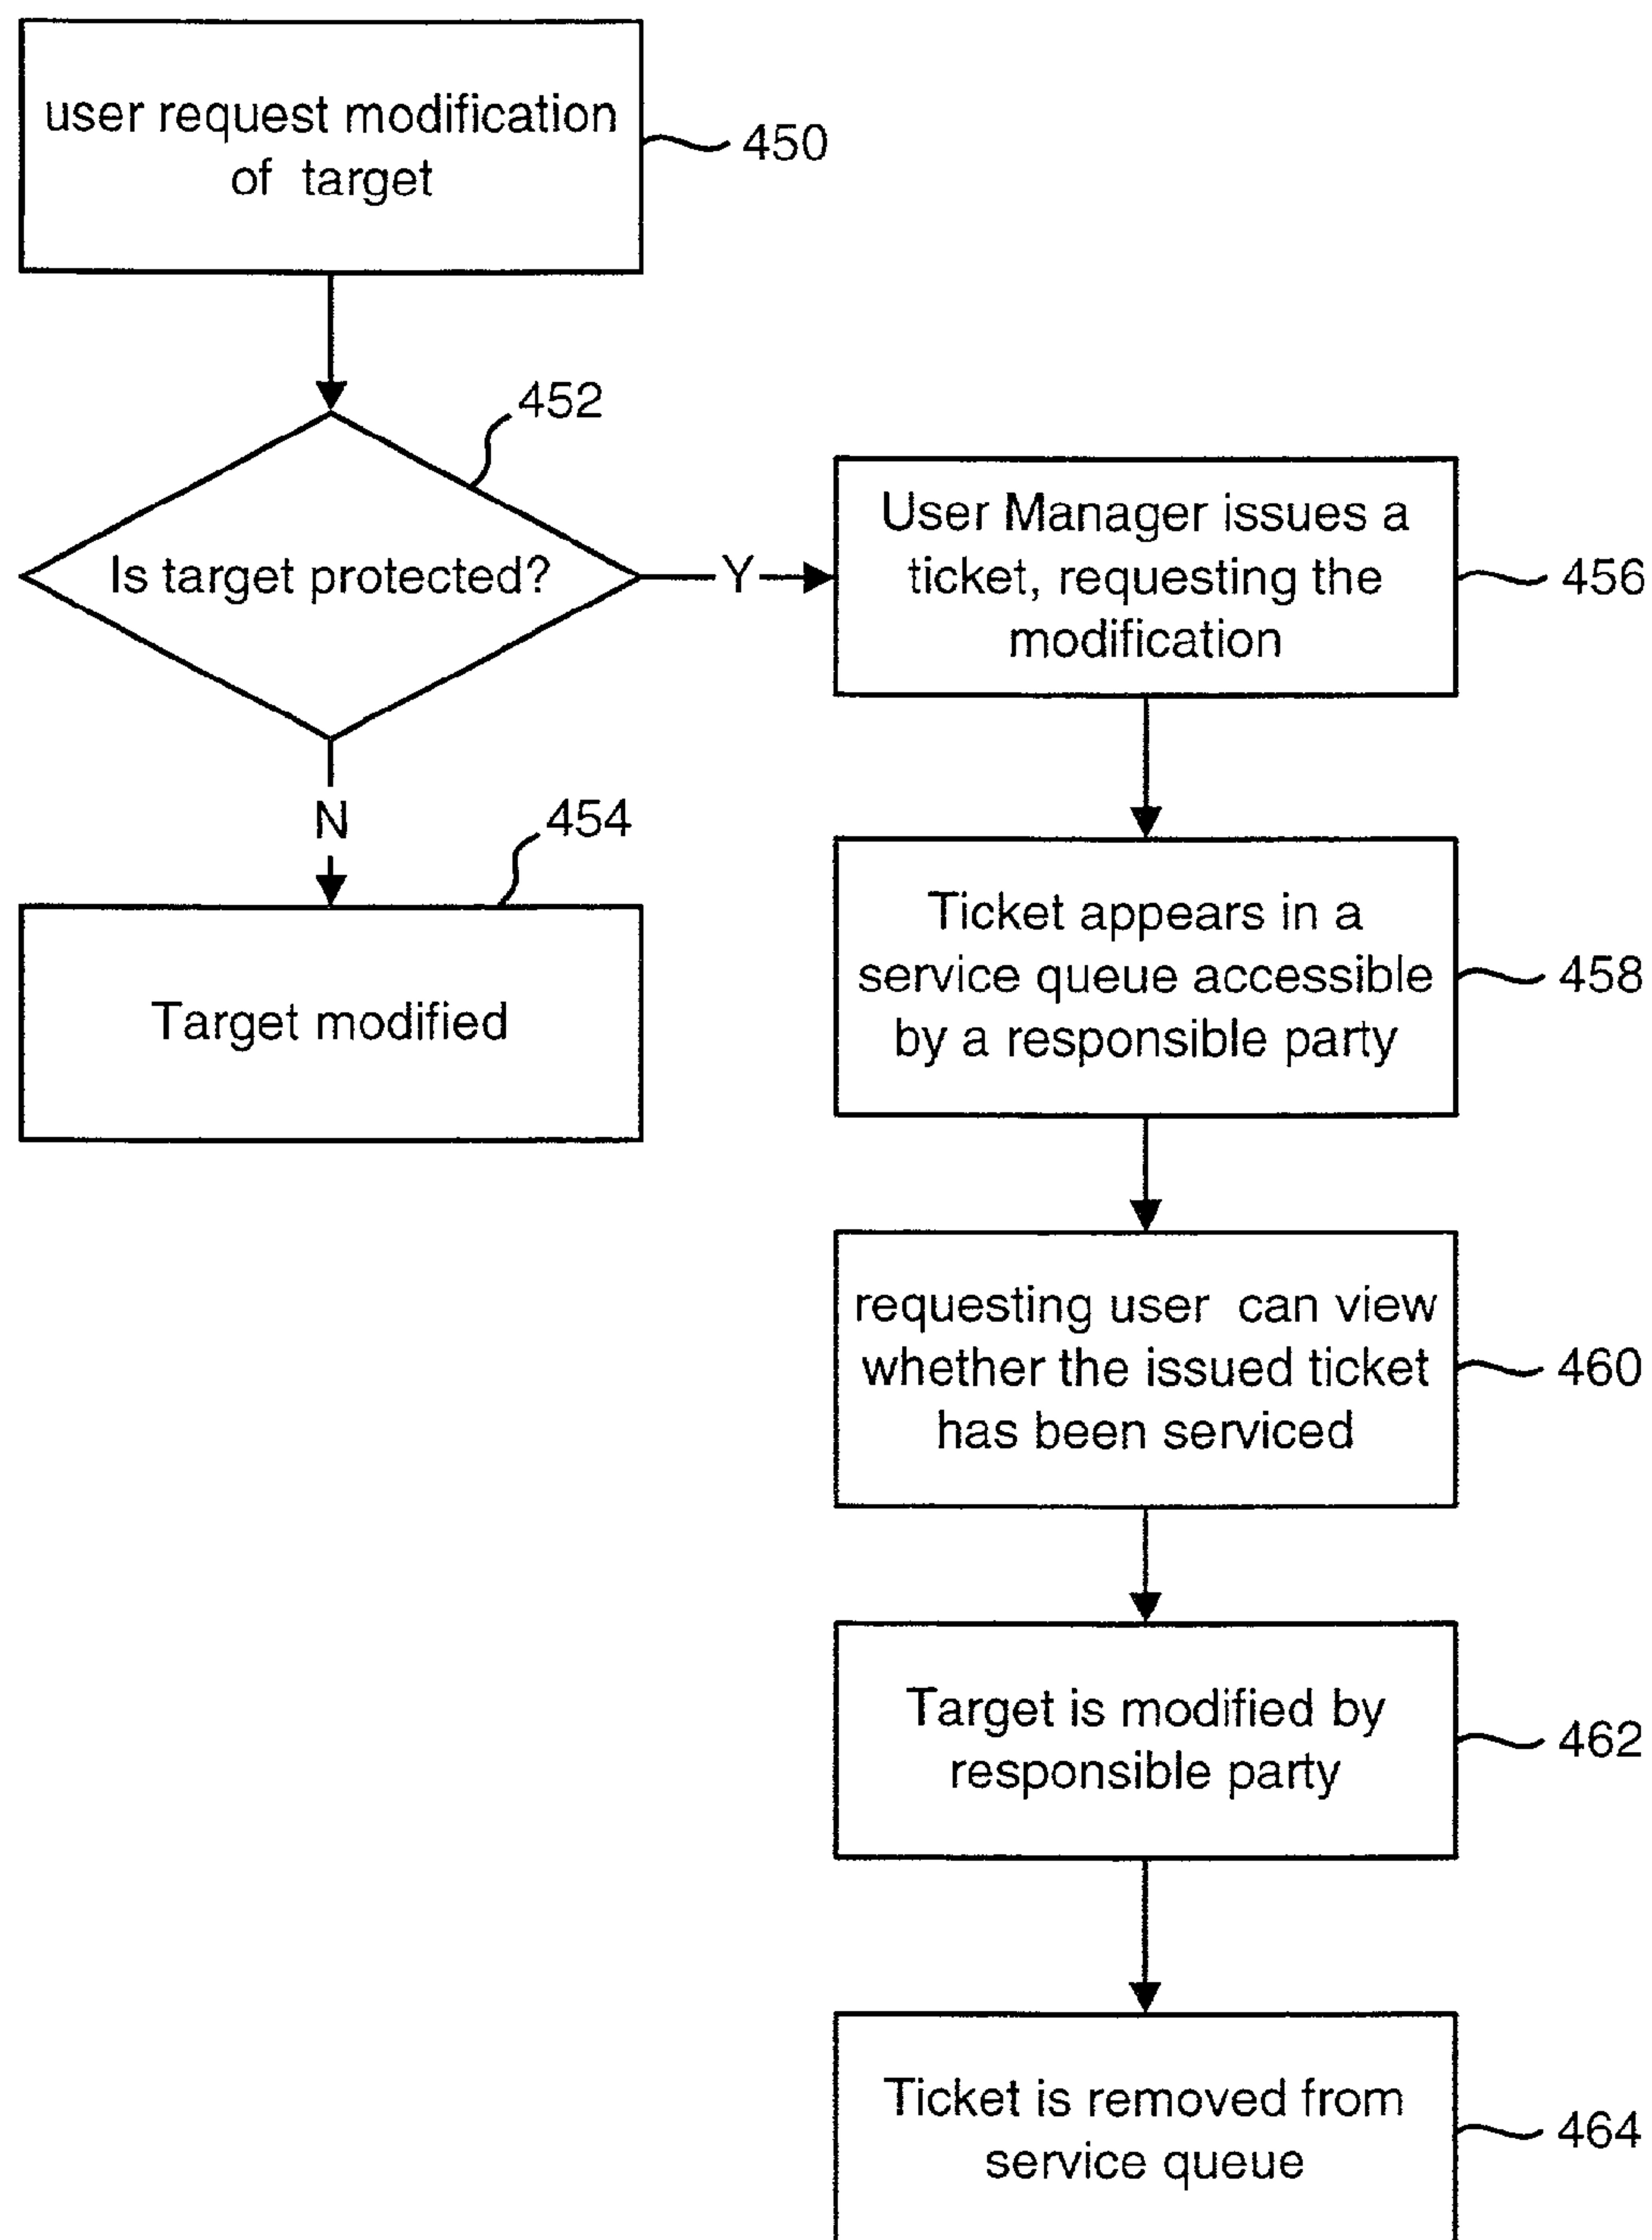 user request modification
of target
450
452
Is target protected?
Y
N
454
Target modified
User Manager issues a
ticket, requesting the
modification
456
Ticket appears in a
service queue accessible
by a responsible party
458
requesting user can view
whether the issued ticket
has been serviced
460
Target is modified by
responsible party
462
Ticket is removed from
service queue
464